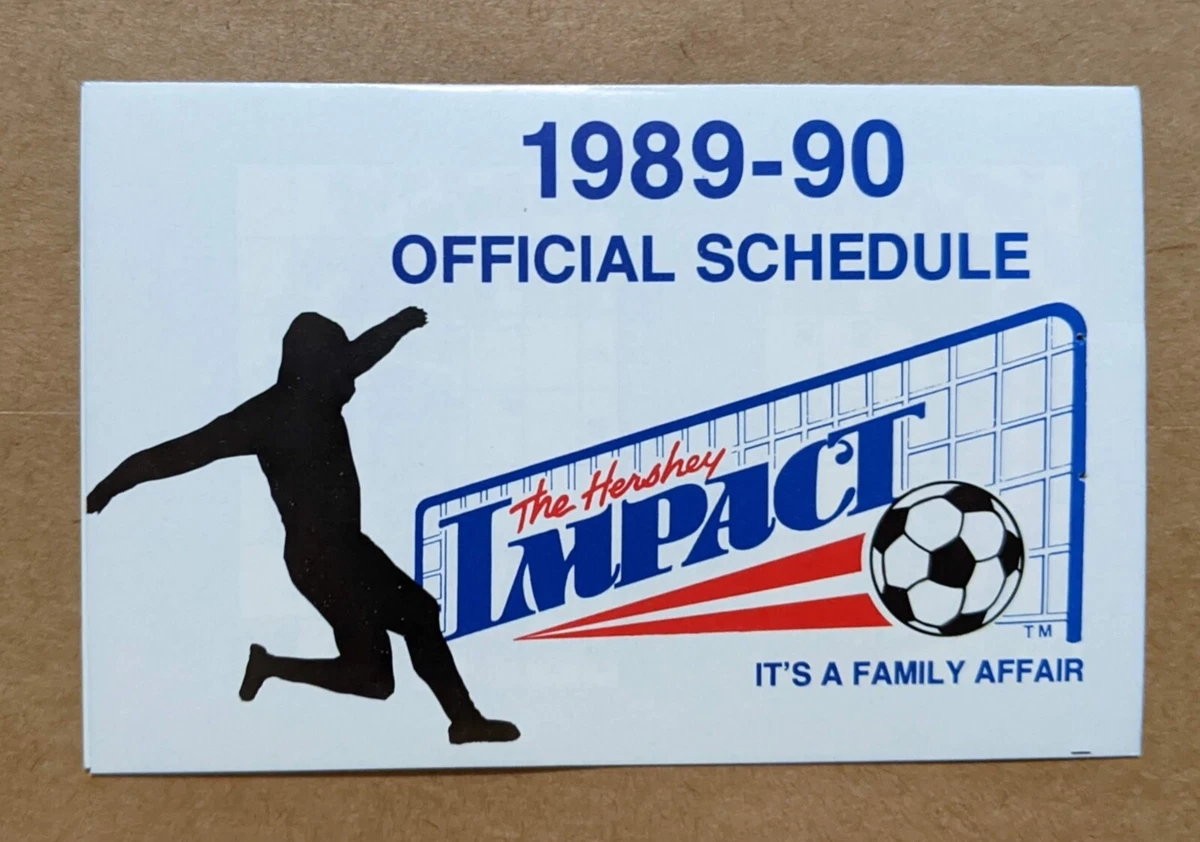 1989-90
OFFICIAL SCHEDULE
The Hershey
IMPACT
TM
IT'S A FAMILY AFFAIR